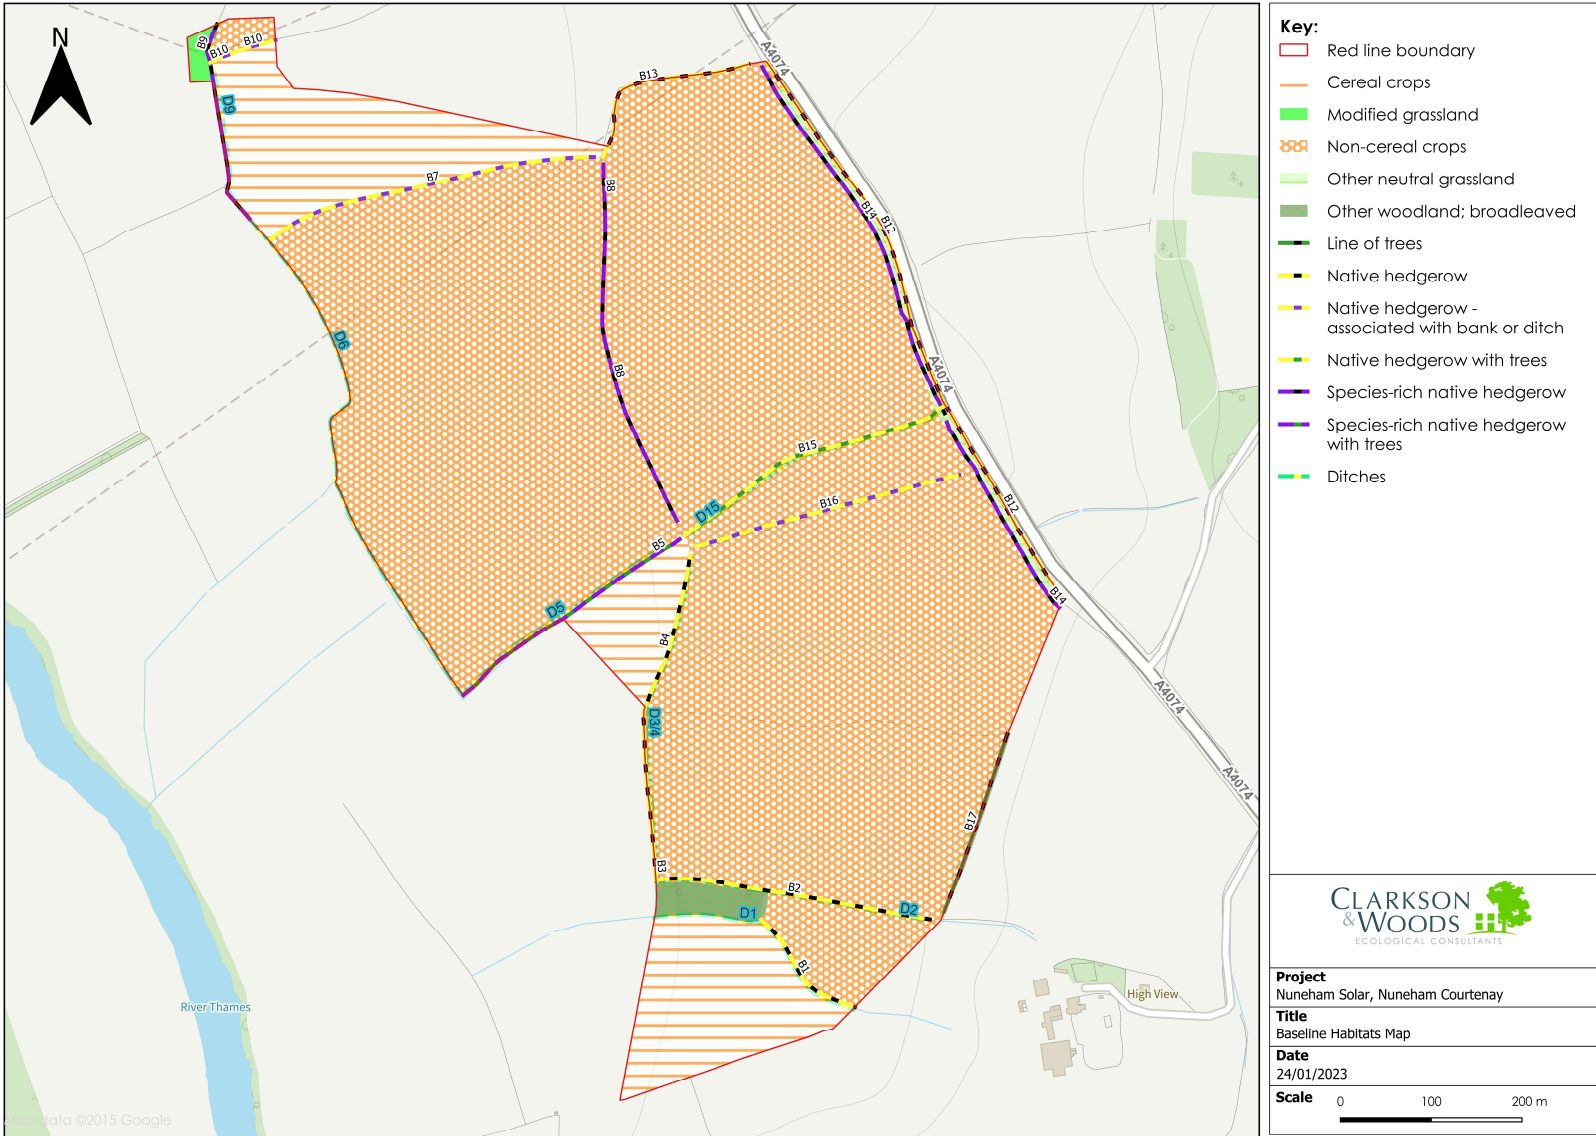 N
B9
B10
B10
D9
B7
B13
A4074
B8
B14
B12
D6
B8
A4074
B15
D15
B16
B12
B5
D5
B4
B14
D3/4
A4074
A4074
B17
B3
B2
D1
D2
B1
River Thames
High View
data ©2015 Google
Key:
Red line boundary
Cereal crops
Modified grassland
Non-cereal crops
Other neutral grassland
Other woodland; broadleaved
Line of trees
Native hedgerow
Native hedgerow -
associated with bank or ditch
Native hedgerow with trees
Species-rich native hedgerow
Species-rich native hedgerow
with trees
Ditches
CLARKSON
& WOODS
ECOLOGICAL CONSULTANTS
Project
Nuneham Solar, Nuneham Courtenay
Title
Baseline Habitats Map
Date
24/01/2023
Scale
0 100 200 m